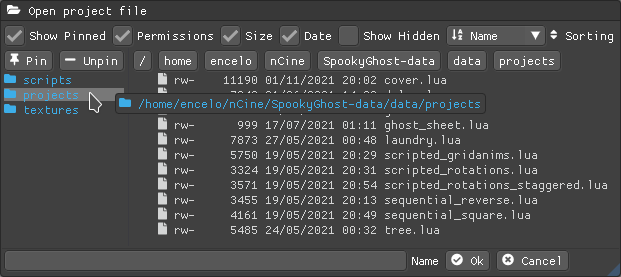 Open project file
Show Pinned Permissions Size Date Show Hidden Name Sorting
Pin Unpin / home encelo nCine SpookyGhost-data data projects
scripts
projects
textures
rw- 11190 01/11/2021 20:02 cover.lua
/home/encelo/nCine/SpookyGhost-data/data/projects
rw- 999 17/07/2021 01:11 ghost_sheet.lua
rw- 7873 27/05/2021 00:48 laundry.lua
rw- 5750 19/05/2021 20:29 scripted_gridanims.lua
rw- 3324 19/05/2021 20:31 scripted_rotations.lua
rw- 3571 19/05/2021 20:54 scripted_rotations_staggered.lua
rw- 3455 19/05/2021 20:13 sequential_reverse.lua
rw- 4161 19/05/2021 20:49 sequential_square.lua
rw- 5485 24/05/2021 00:32 tree.lua
Name Ok Cancel